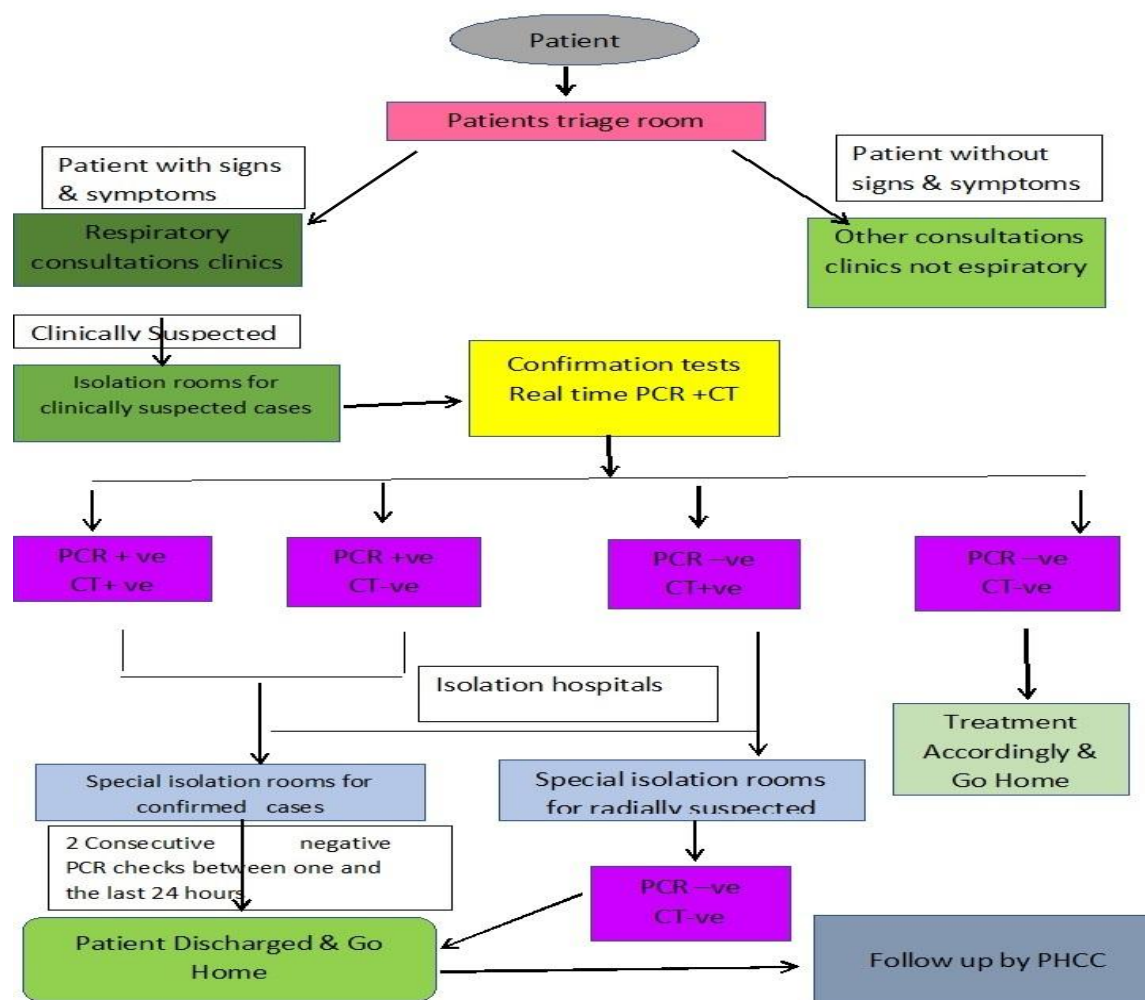 Patient
Patients triage room
Patient with signs
& symptoms
Patient without
signs & symptoms
Respiratory
consultations clinics
Other consultations
clinics not espiratory
Clinically Suspected
Isolation rooms for
clinically suspected cases
Confirmation tests
Real time PCR +CT
PCR + ve
CT+ ve
PCR +ve
CT-ve
PCR –ve
CT+ve
PCR –ve
CT-ve
Isolation hospitals
Treatment
Accordingly &
Go Home
Special isolation rooms for
confirmed cases
Special isolation rooms
for radially suspected
2 Consecutive negative
PCR checks between one and
the last 24 hours
PCR –ve
CT-ve
Patient Discharged & Go
Home
Follow up by PHCC